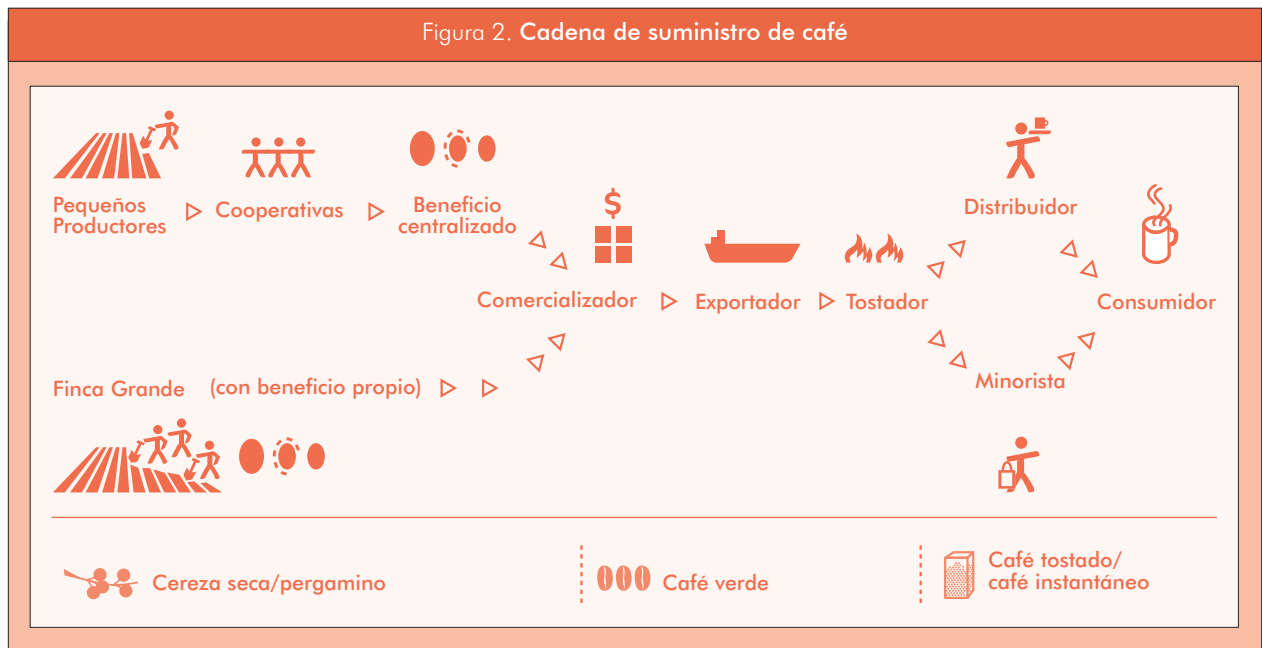 Figura 2. Cadena de suministro de café
Pequeños
Productores
Cooperativas
Beneficio
centralizado
$
Comercializador
Exportador
Tostador
Distribuidor
Consumidor
Minorista
Finca Grande (con beneficio propio)
Cereza seca/pergamino
Café verde
Café tostado/
café instantáneo